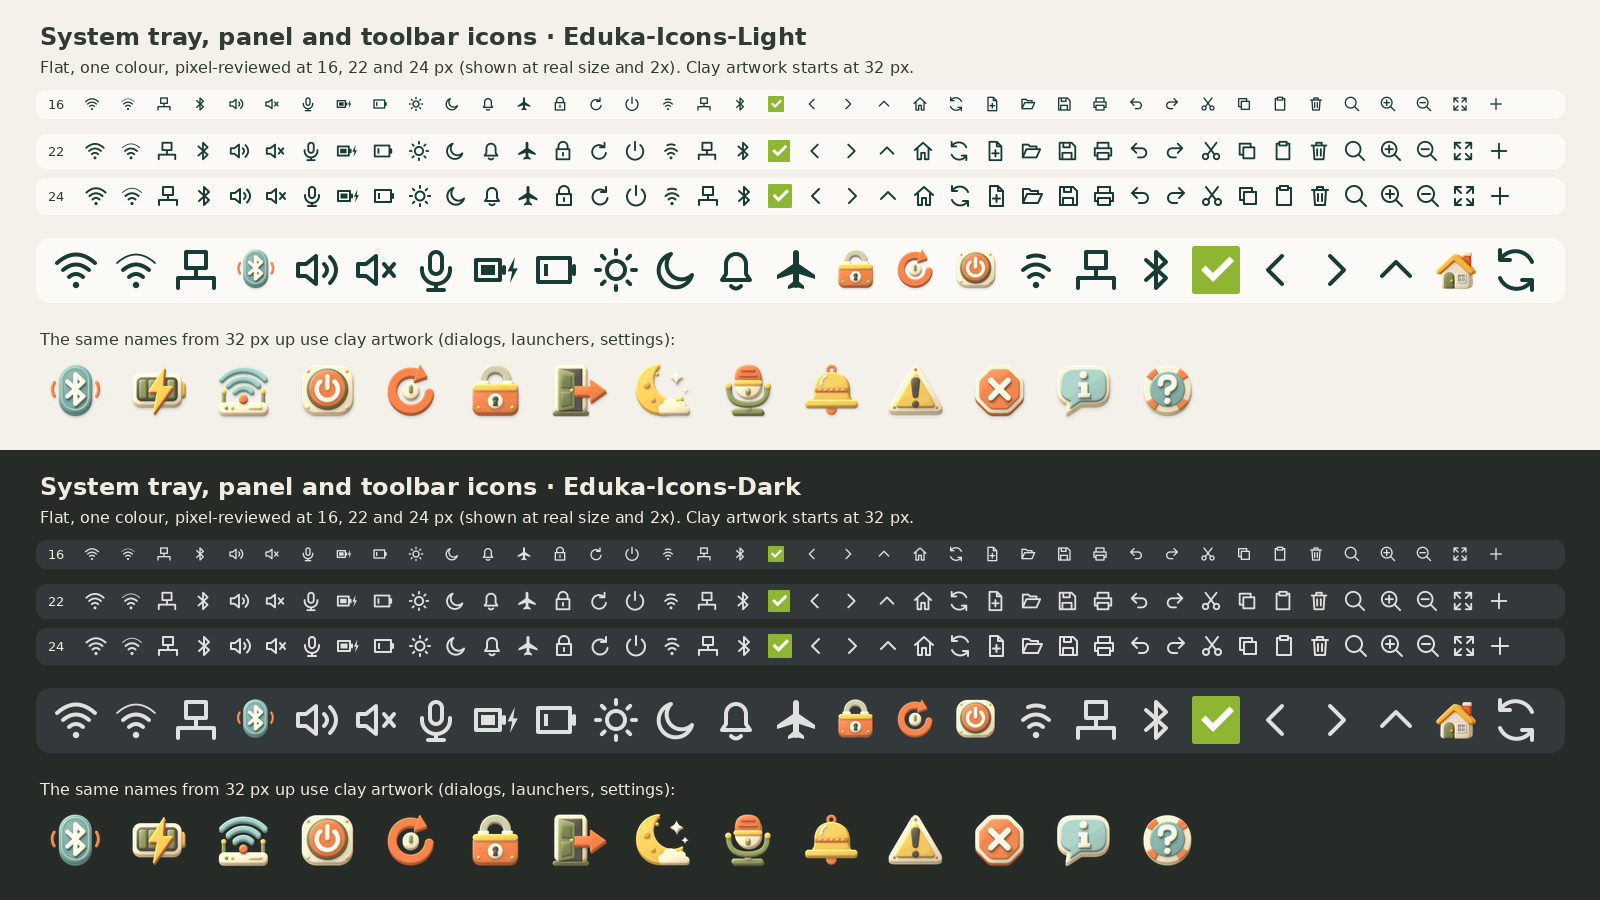 System tray, panel and toolbar icons · Eduka-Icons-Light
Flat, one colour, pixel-reviewed at 16, 22 and 24 px (shown at real size and 2x). Clay artwork starts at 32 px.
16
22
24
The same names from 32 px up use clay artwork (dialogs, launchers, settings):
System tray, panel and toolbar icons · Eduka-Icons-Dark
Flat, one colour, pixel-reviewed at 16, 22 and 24 px (shown at real size and 2x). Clay artwork starts at 32 px.
16
22
24
The same names from 32 px up use clay artwork (dialogs, launchers, settings):